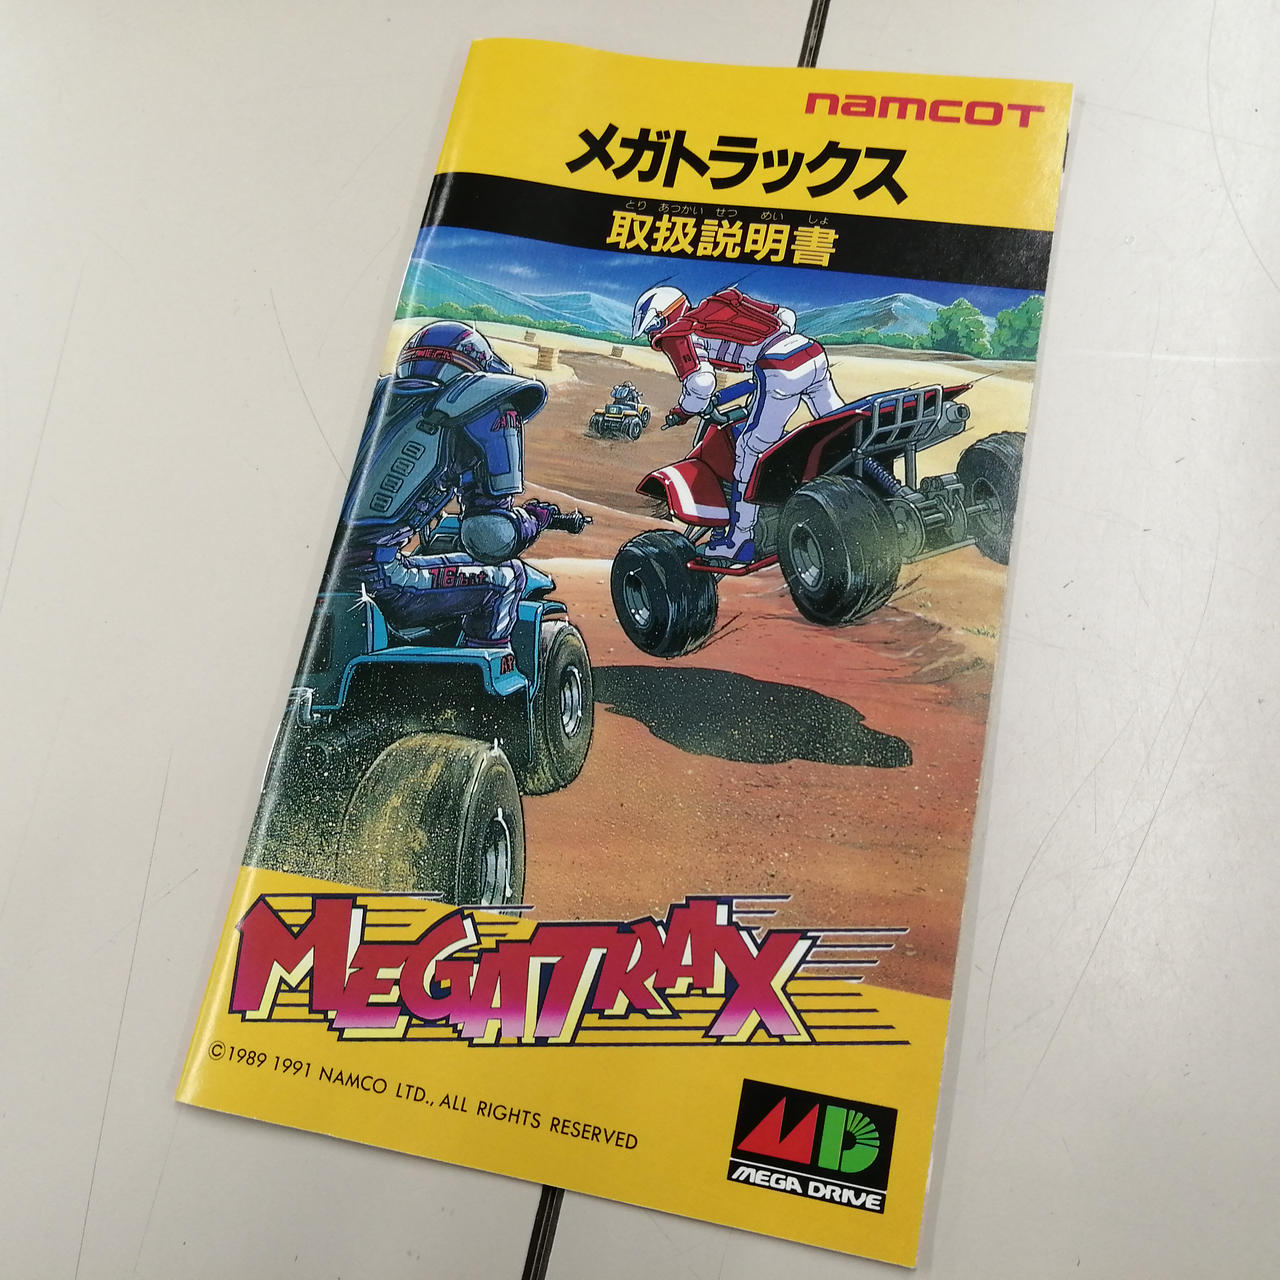 namcot
メガトラックス
とり あつかい せつ めい しょ
取扱説明書
MEGATRAX
©1989 1991 NAMCO LTD., ALL RIGHTS RESERVED
MD
MEGA DRIVE